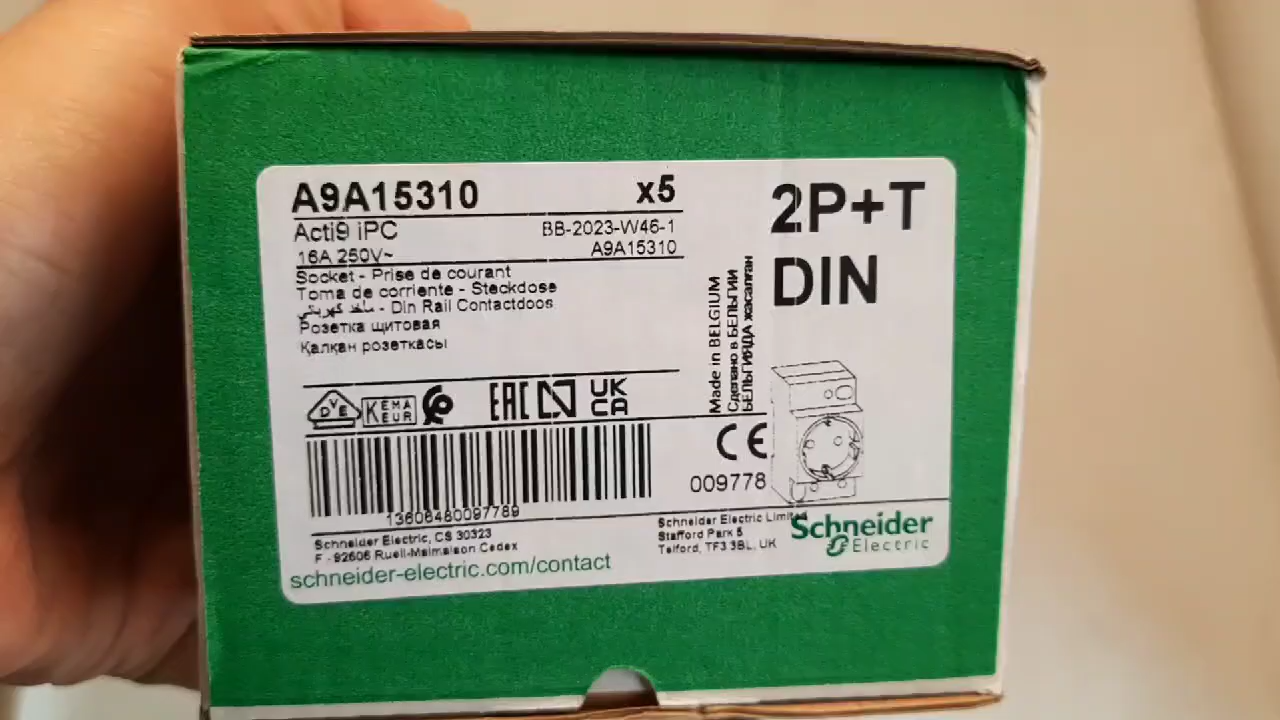 A9A15310
x5
Acti9 iPC
BB-2023-W46-1
16A 250V~
A9A15310
Socket - Prise de courant
Toma de corriente - Steckdose
مأخذ كهربائي - Din Rail Contactdoos
Розетка щитовая
Қалқан розеткасы
2P+T
DIN
Made in BELGIUM
Сделано в БЕЛЬГИИ
БЕЛЬГИЯДА жасалған
DVE
KEMA
KEUR
EAC
UK
CA
CE
009778
13606480097789
Schneider Electric, CS 30323
F - 92506 Rueil-Malmaison Cedex
schneider-electric.com/contact
Schneider Electric Limited
Stafford Park 5
Telford, TF3 3BL, UK
Schneider
Electric